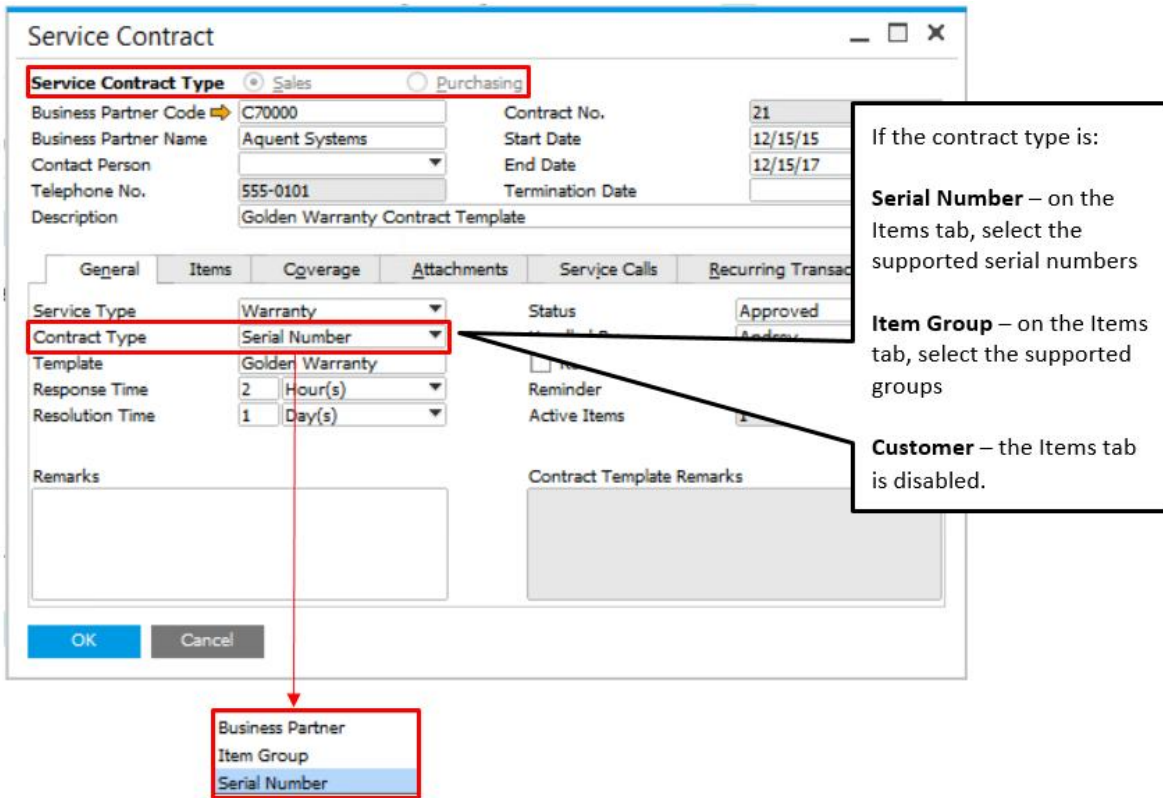 Service Contract
Service Contract Type Sales Purchasing
Business Partner Code C70000 Contract No. 21
Business Partner Name Aquent Systems Start Date 12/15/15
Contact Person End Date 12/15/17
Telephone No. 555-0101 Termination Date
Description Golden Warranty Contract Template
General Items Coverage Attachments Service Calls Recurring
Service Type Warranty Status Approved
Contract Type Serial Number
Template Golden Warranty
Response Time 2 Hour(s) Reminder
Resolution Time 1 Day(s) Active Items
Remarks Contract Template Remarks
OK Cancel
If the contract type is:
Serial Number – on the
Items tab, select the
supported serial numbers
Item Group – on the Items
tab, select the supported
groups
Customer – the Items tab
is disabled.
Business Partner
Item Group
Serial Number